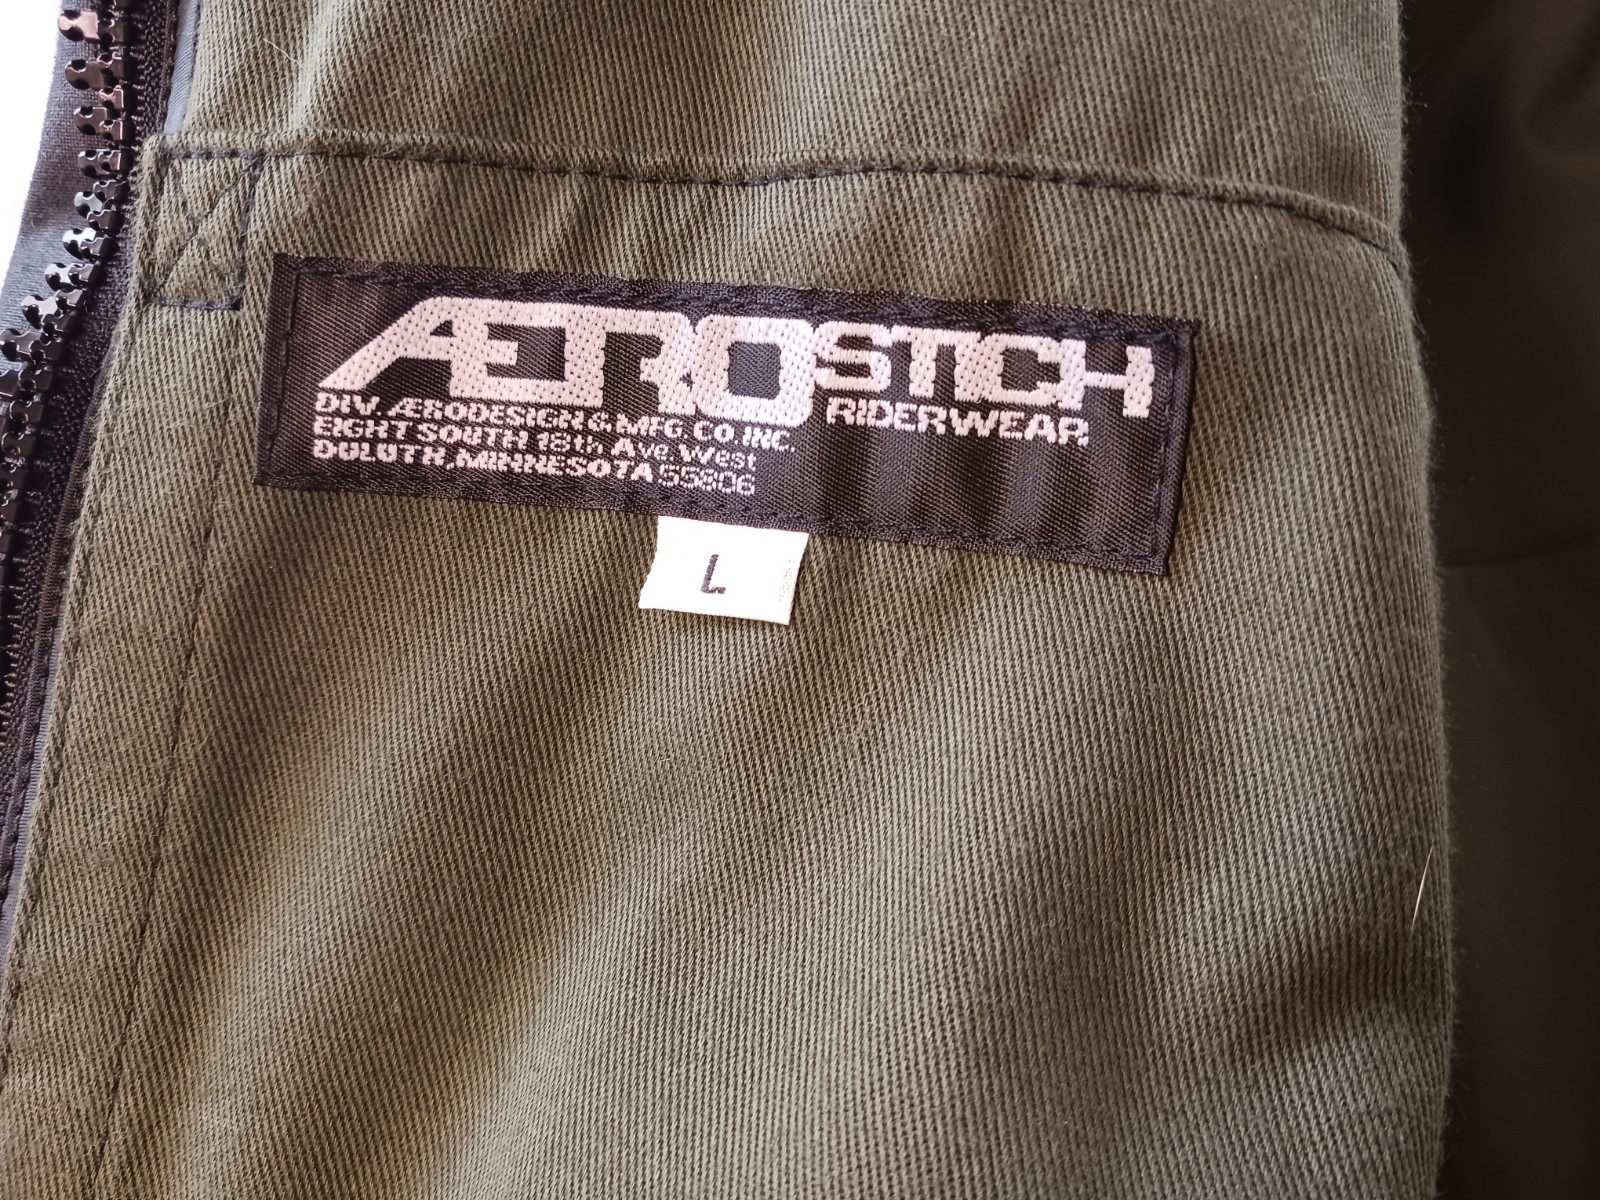 ÆROSTICH
RIDERWEAR
DIV. ÆRODESIGN & MFG. CO. INC.
EIGHT SOUTH 18th Ave. West
DULUTH, MINNESOTA 55806
L